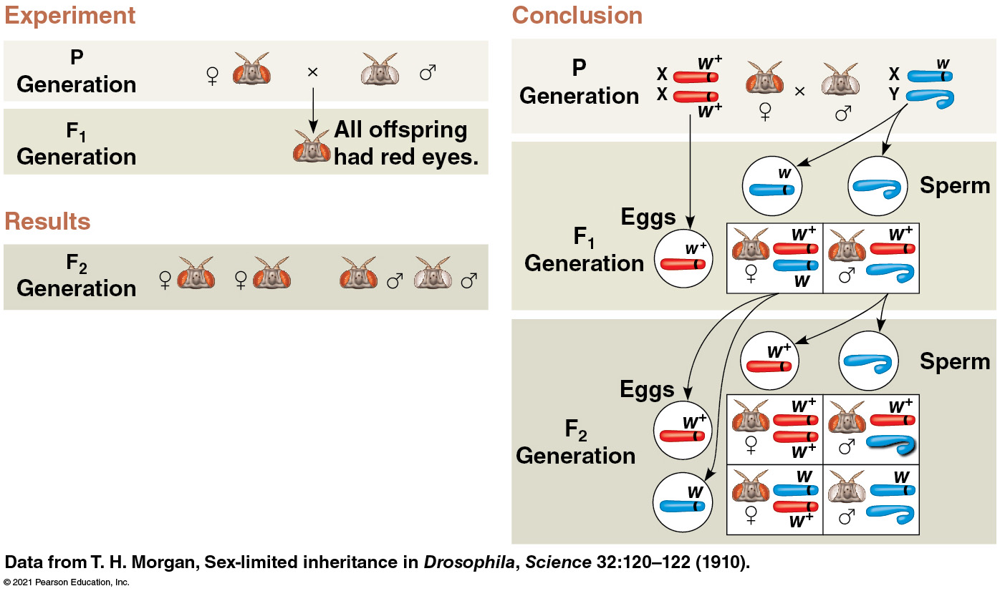 Experiment
P
Generation
♀ × ♂
F1
Generation
All offspring
had red eyes.
Results
F2
Generation
♀ ♀ ♂ ♂
Conclusion
P
Generation
X w+
X w+
♀ × ♂
X w
Y
F1
Generation
w
Sperm
Eggs
w+
♀ w+ w
♂ w+
F2
Generation
w+
Sperm
Eggs
w+
w
♀ w+ w+
♂ w+
♀ w w+
♂ w
Data from T. H. Morgan, Sex-limited inheritance in Drosophila, Science 32:120–122 (1910).
© 2021 Pearson Education, Inc.